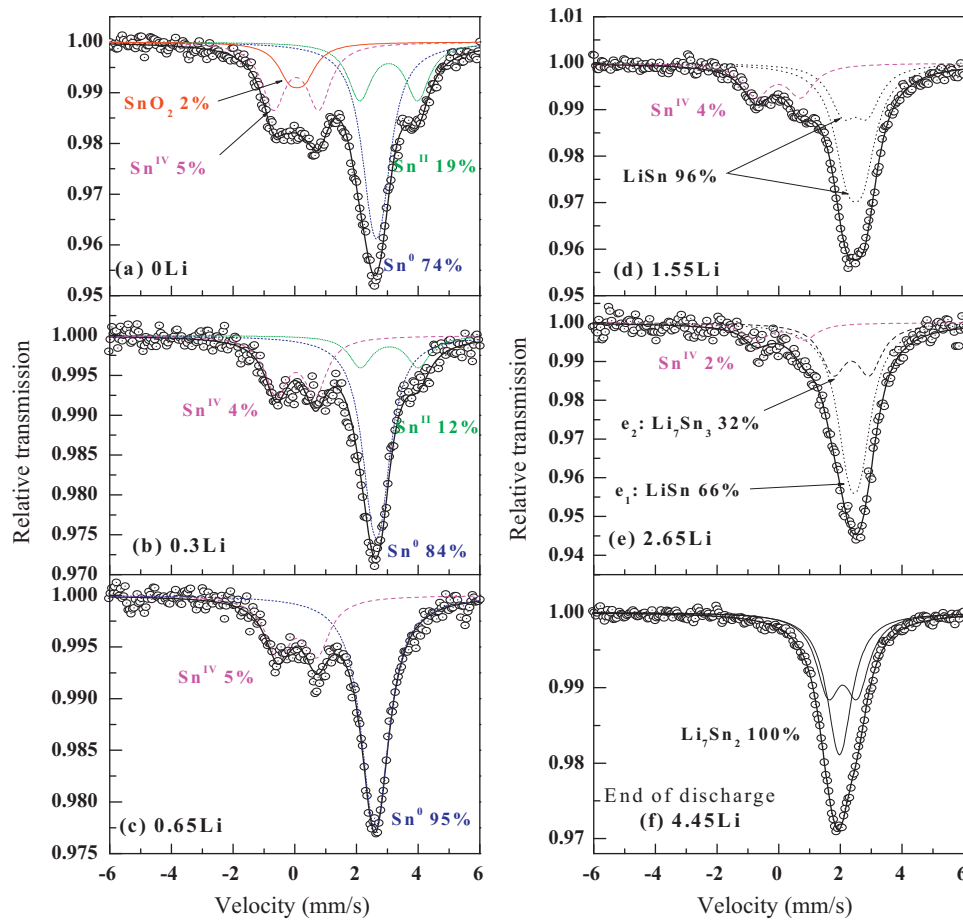 1.00
0.99
0.98
0.97
0.96
0.95
SnO₂ 2%
Snᴵⱽ 5%
Snᴵᴵ 19%
Sn⁰ 74%
(a) 0Li
1.000
0.995
0.990
0.985
0.980
0.975
0.970
Snᴵⱽ 4%
Snᴵᴵ 12%
Sn⁰ 84%
(b) 0.3Li
1.000
0.995
0.990
0.985
0.980
0.975
Snᴵⱽ 5%
Sn⁰ 95%
(c) 0.65Li
-6 -4 -2 0 2 4 6
Velocity (mm/s)
Relative transmission
Relative transmission
1.01
1.00
0.99
0.98
0.97
0.96
0.95
Snᴵⱽ 4%
LiSn 96%
(d) 1.55Li
1.00
0.99
0.98
0.97
0.96
0.95
0.94
Snᴵⱽ 2%
e₂: Li₇Sn₃ 32%
e₁: LiSn 66%
(e) 2.65Li
1.00
0.99
0.98
0.97
Li₇Sn₂ 100%
End of discharge
(f) 4.45Li
-6 -4 -2 0 2 4 6
Velocity (mm/s)
Relative transmission
Relative transmission